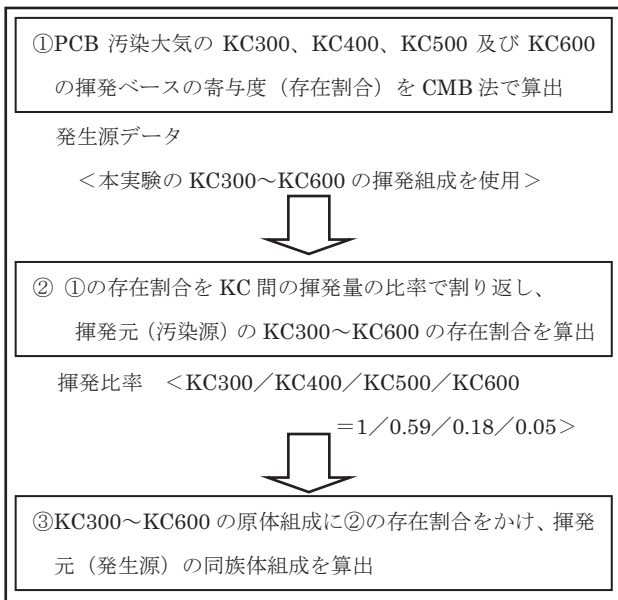 ①PCB 汚染大気の KC300、KC400、KC500 及び KC600
の揮発ベースの寄与度（存在割合）を CMB 法で算出
発生源データ
＜本実験の KC300～KC600 の揮発組成を使用＞
② ①の存在割合を KC 間の揮発量の比率で割り返し、
揮発元（汚染源）の KC300～KC600 の存在割合を算出
揮発比率　＜KC300／KC400／KC500／KC600
＝1／0.59／0.18／0.05＞
③KC300～KC600 の原体組成に②の存在割合をかけ、揮発
元（発生源）の同族体組成を算出